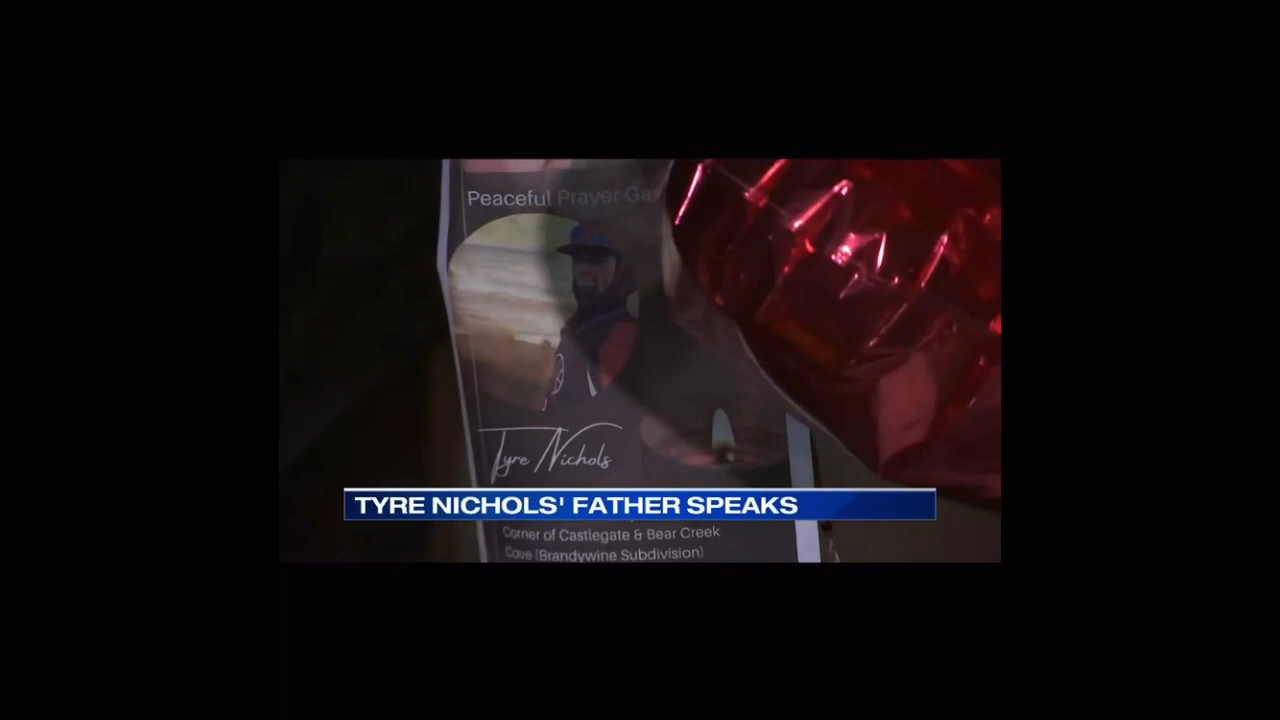 Peaceful Prayer
Tyre Nichols
TYRE NICHOLS' FATHER SPEAKS
Corner of Castlegate & Bear Creek
Cove (Brandywine Subdivision)